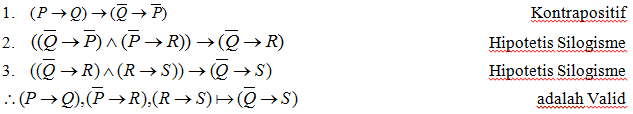 1. (P → Q) → (Q̅ → P̅) Kontrapositif
2. ((Q̅ → P̅) ∧ (P̅ → R)) → (Q̅ → R) Hipotetis Silogisme
3. ((Q̅ → R) ∧ (R → S)) → (Q̅ → S) Hipotetis Silogisme
∴ (P → Q), (P̅ → R), (R → S) ↦ (Q̅ → S) adalah Valid